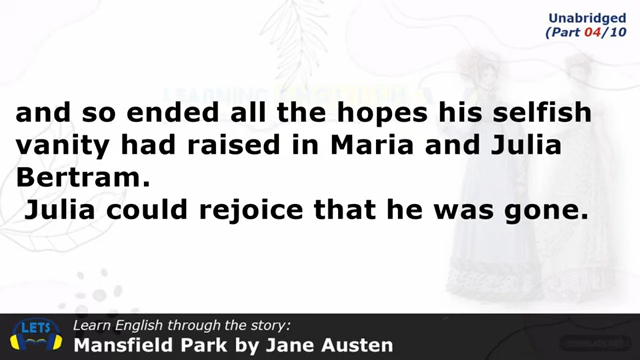 Unabridged
(Part 04/10
and so ended all the hopes his selfish
vanity had raised in Maria and Julia
Bertram.
Julia could rejoice that he was gone.
LETS
Learn English through the story:
Mansfield Park by Jane Austen